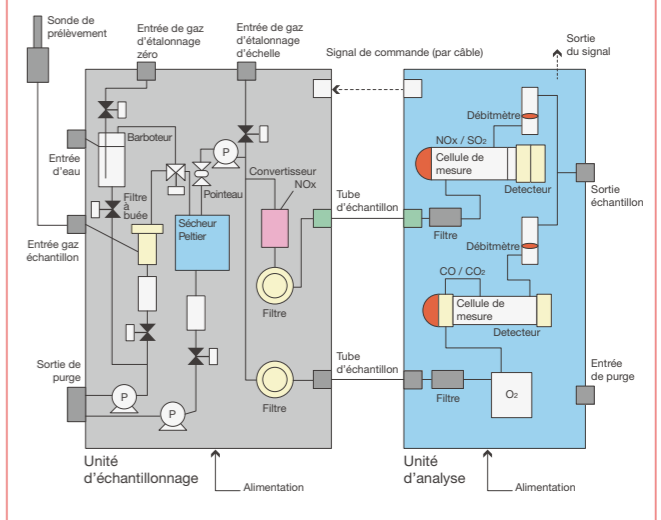 Sonde de
prélèvement
Entrée de gaz
d'étalonnage
zéro
Entrée de gaz
d'étalonnage
d'échelle
Signal de commande (par câble)
Sortie
du signal
Débitmètre
Barboteur
P
NOx / SO₂
Cellule de
mesure
Detecteur
Entrée
d'eau
Convertisseur
NOx
Filtre
à
buée
Pointeau
Tube
d'échantillon
Sortie
échantillon
Filtre
Sécheur
Peltier
Entrée gaz
échantillon
Débitmètre
CO / CO₂
Cellule de
mesure
Detecteur
Filtre
Tube
d'échantillon
Sortie
de purge
P
P
Filtre
Filtre
O₂
Entrée
de purge
Unité
d'échantillonnage
Alimentation
Unité
d'analyse
Alimentation